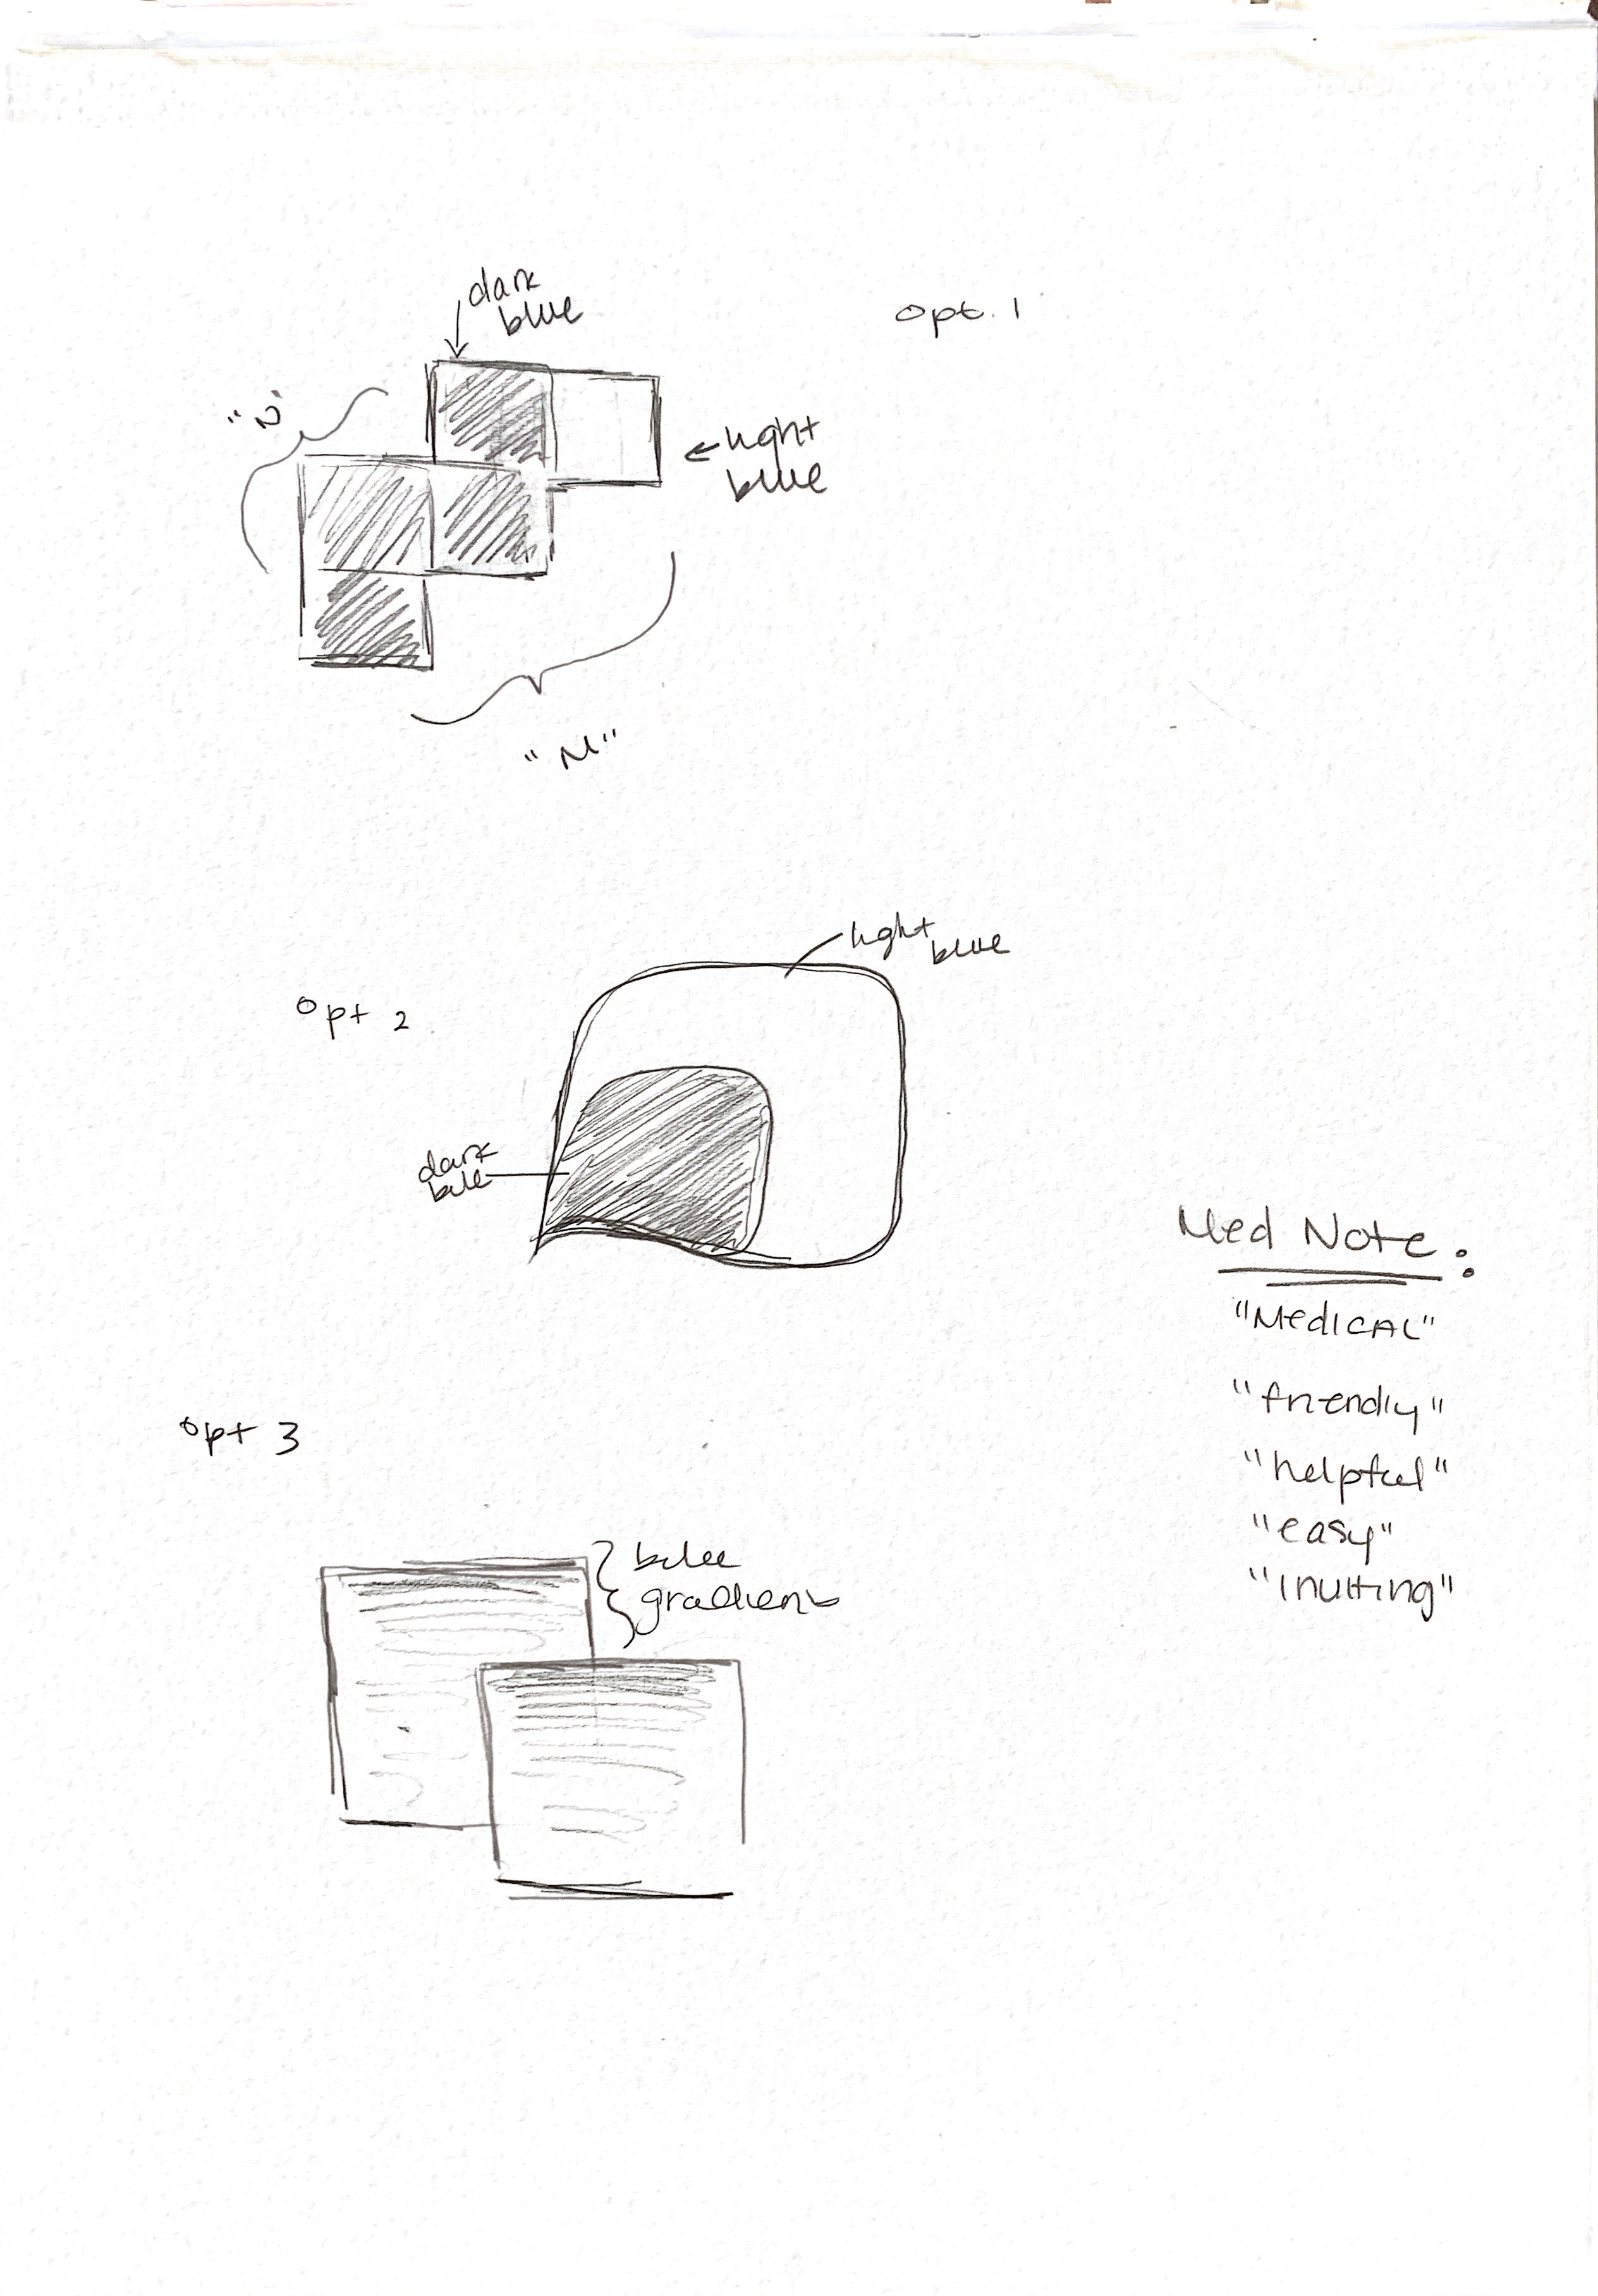 dark
blue
opt. 1
"N"
light
blue
"M"
light
blue
opt 2
dark
blue
Med Note:
"MEDICAL"
"friendly"
"helpful"
"easy"
"inviting"
opt 3
blue
gradient